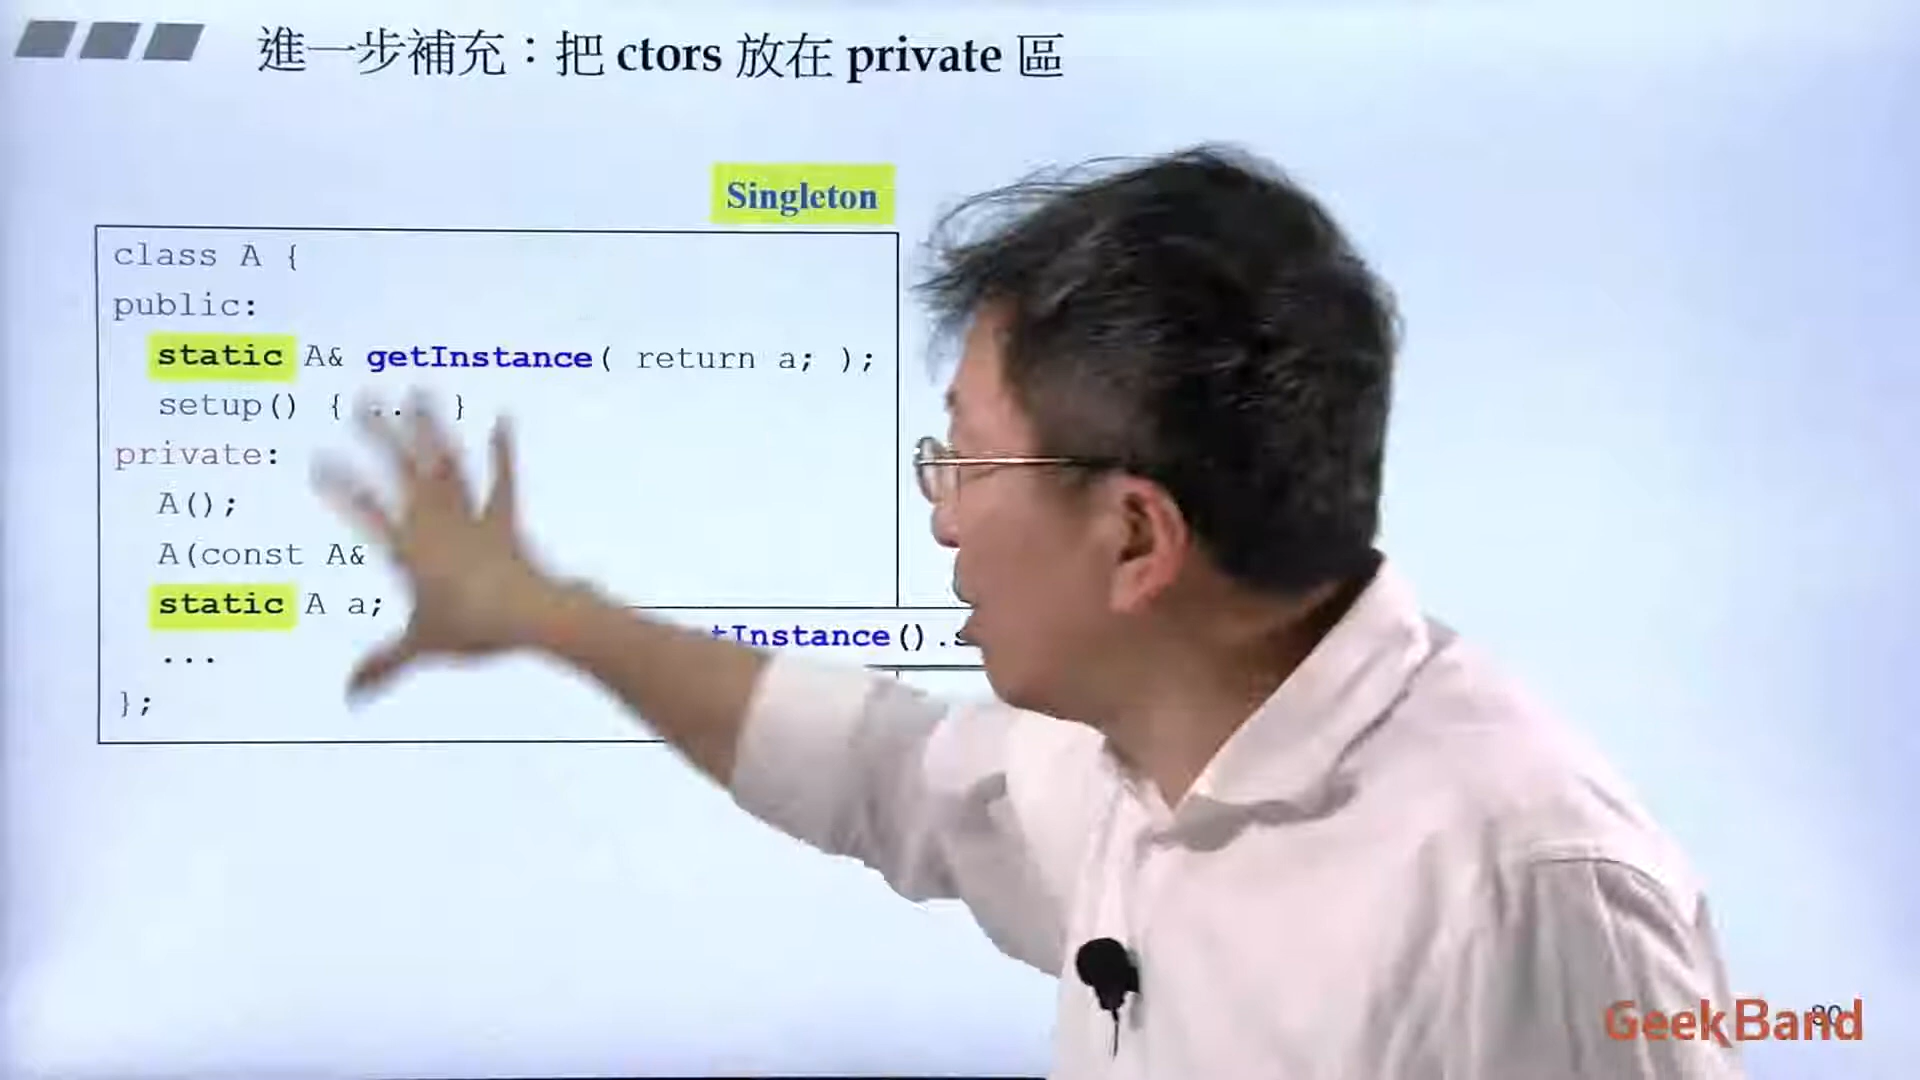 進一步補充：把 ctors 放在 private 區
Singleton
class A {
public:
static A& getInstance( return a; );
setup() { ... }
private:
A();
A(const A&
static A a;
...
};
tInstance().s
GeekBand